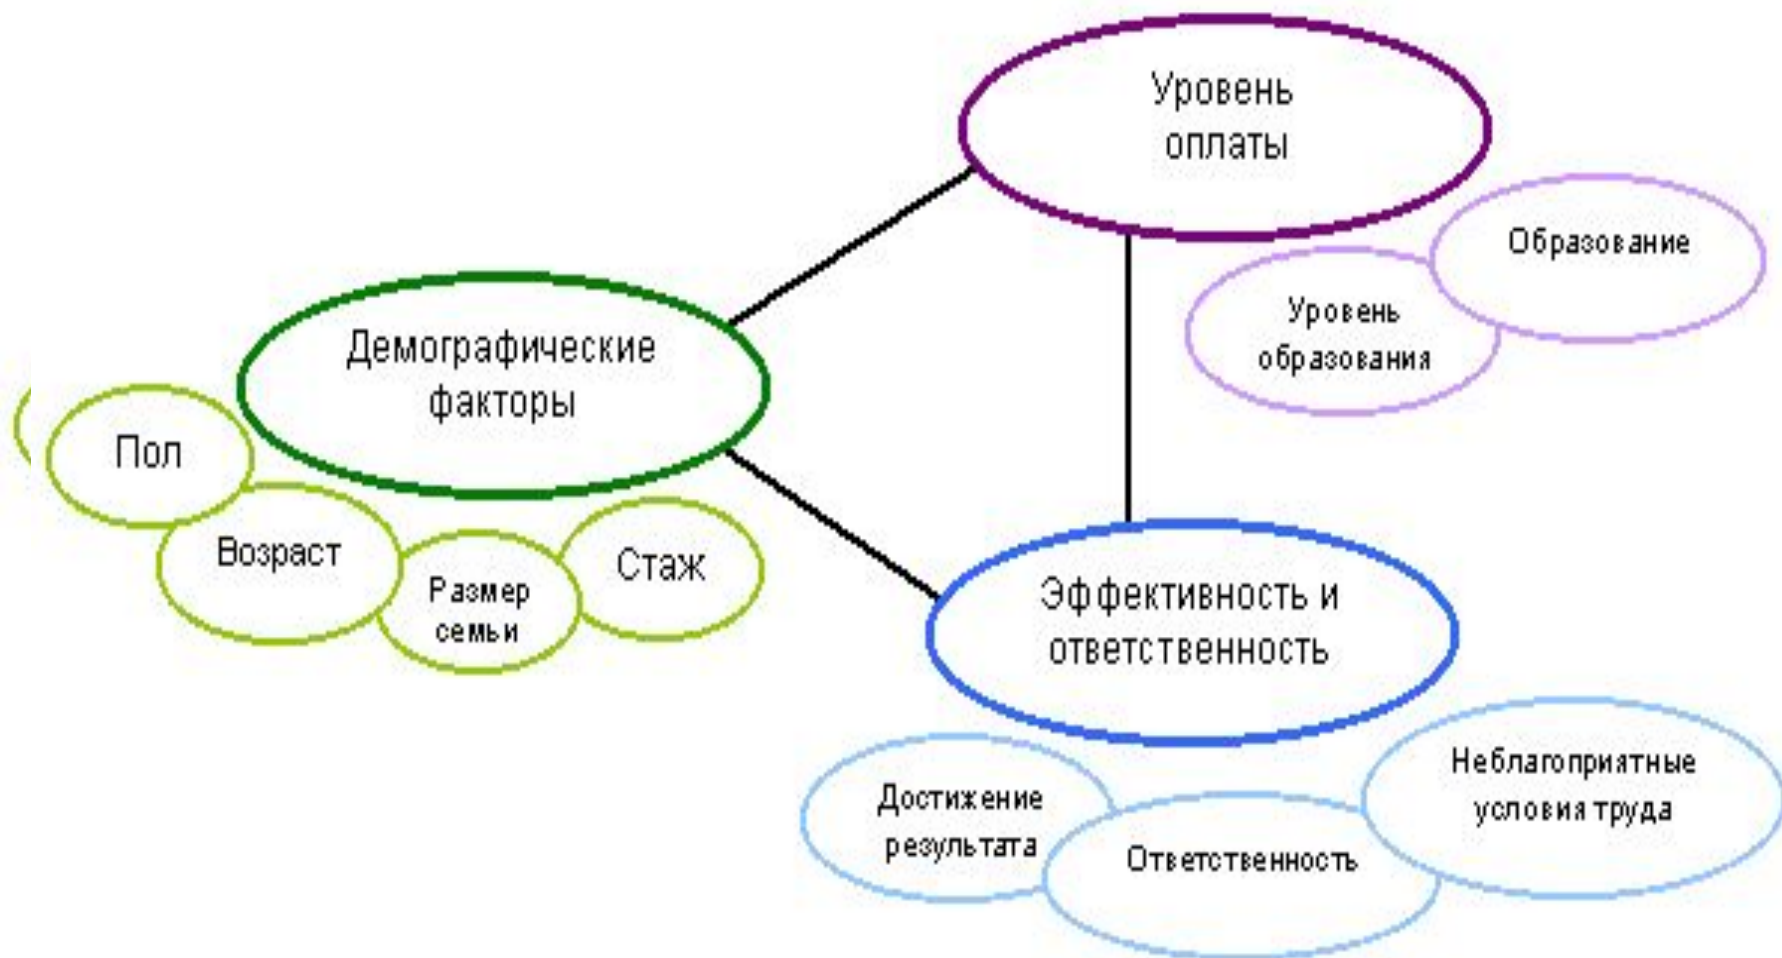 Уровень
оплаты
Образование
Уровень
образования
Демографические
факторы
Пол
Возраст
Размер
семьи
Стаж
Эффективность и
ответственность
Достижение
результата
Ответственность
Неблагоприятные
условия труда